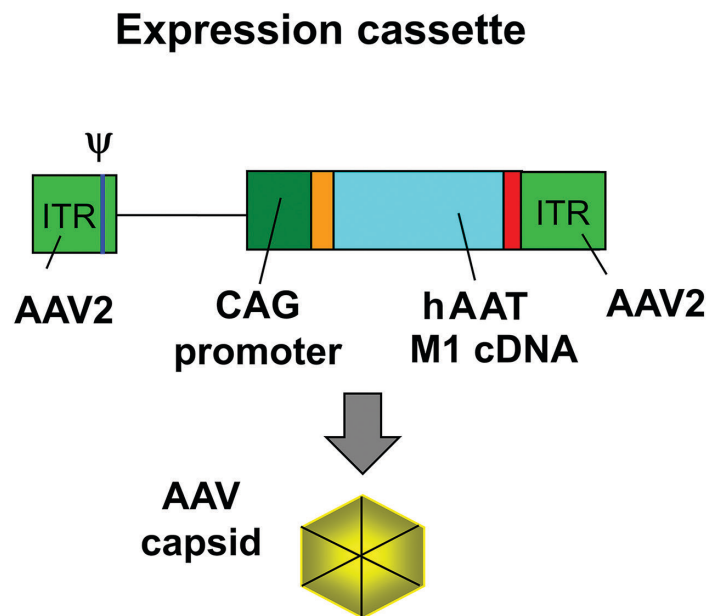 Expression cassette
ψ
ITR
ITR
AAV2
CAG
promoter
hAAT
M1 cDNA
AAV2
AAV
capsid